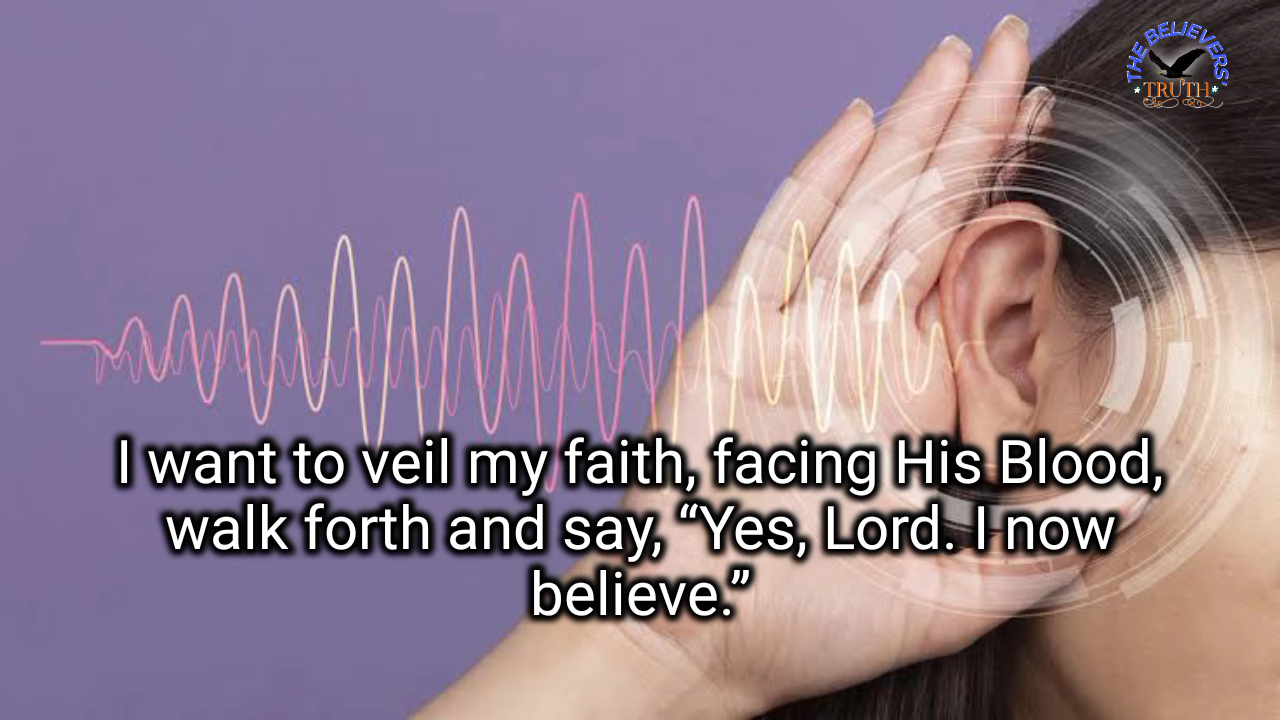 THE BELIEVERS'
*TRUTH*
I want to veil my faith, facing His Blood,
walk forth and say, “Yes, Lord. I now
believe.”